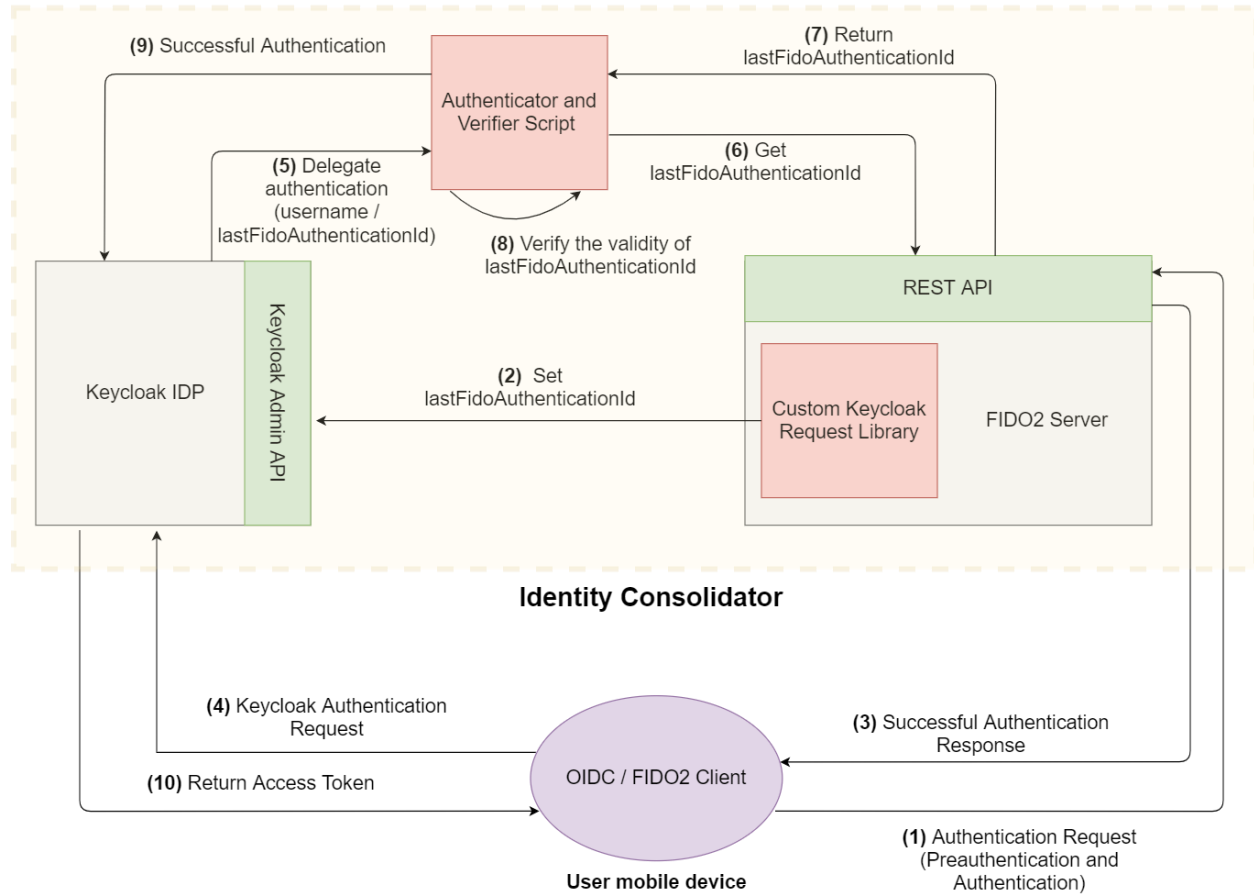 (9) Successful Authentication
(7) Return
lastFidoAuthenticationId
Authenticator and
Verifier Script
(5) Delegate
authentication
(username /
lastFidoAuthenticationId)
(6) Get
lastFidoAuthenticationId
(8) Verify the validity of
lastFidoAuthenticationId
Keycloak IDP
Keycloak Admin API
REST API
(2) Set
lastFidoAuthenticationId
Custom Keycloak
Request Library
FIDO2 Server
Identity Consolidator
(4) Keycloak Authentication
Request
(3) Successful Authentication
Response
(10) Return Access Token
OIDC / FIDO2 Client
(1) Authentication Request
(Preauthentication and
Authentication)
User mobile device